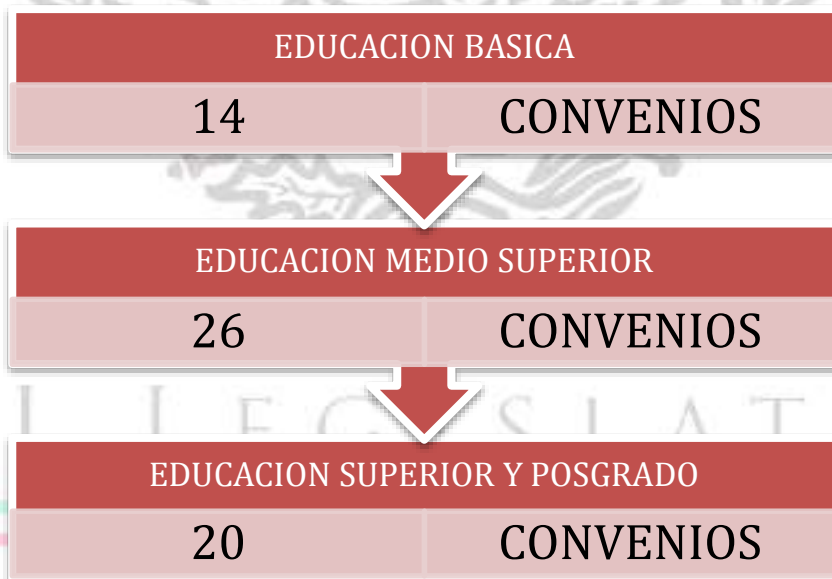 EDUCACION BASICA
14 CONVENIOS
EDUCACION MEDIO SUPERIOR
26 CONVENIOS
EDUCACION SUPERIOR Y POSGRADO
20 CONVENIOS